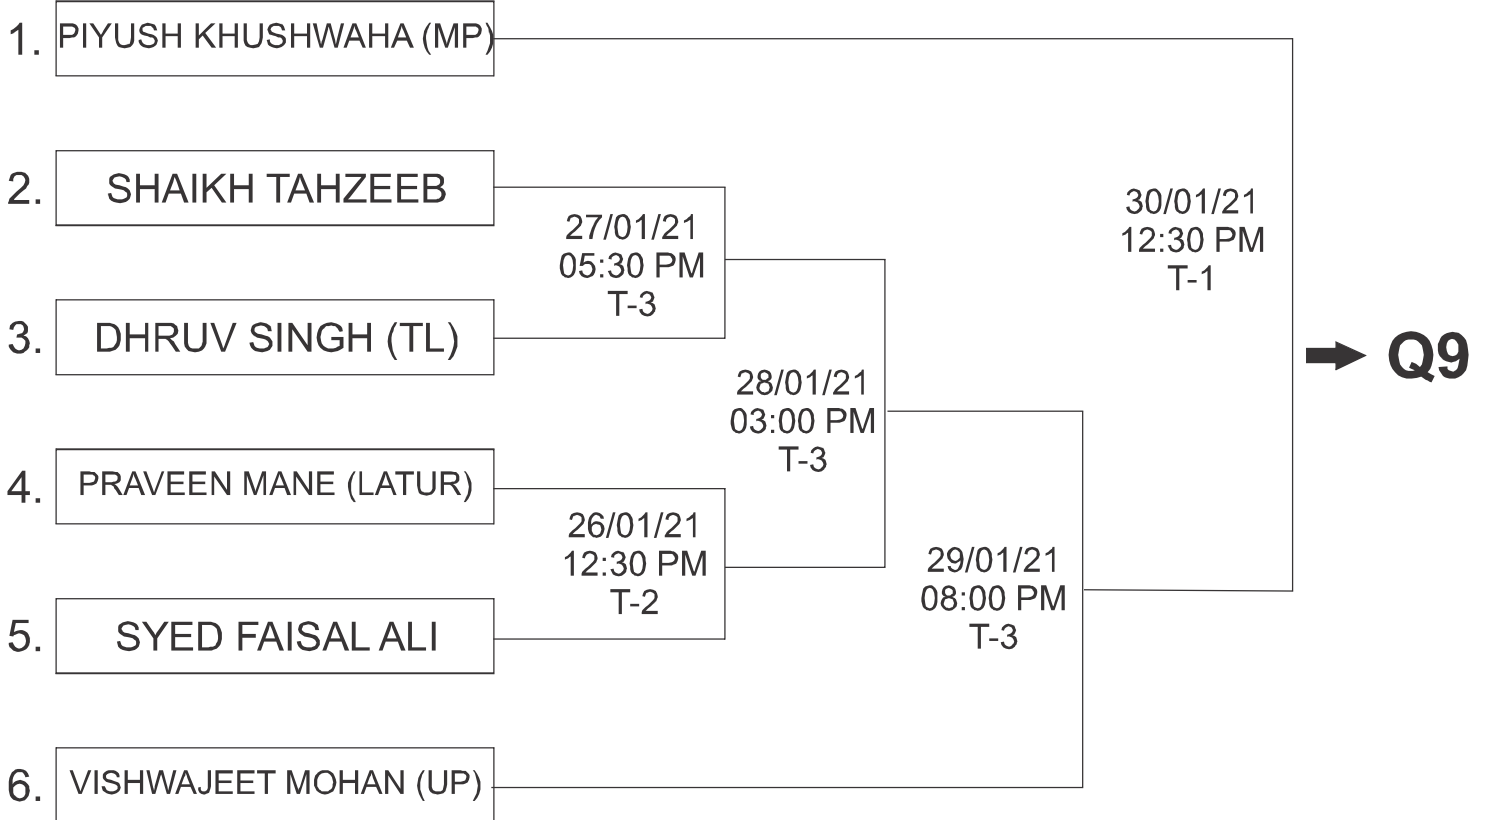 1. PIYUSH KHUSHWAHA (MP)
2. SHAIKH TAHZEEB
3. DHRUV SINGH (TL)
4. PRAVEEN MANE (LATUR)
5. SYED FAISAL ALI
6. VISHWAJEET MOHAN (UP)
27/01/21
05:30 PM
T-3
26/01/21
12:30 PM
T-2
28/01/21
03:00 PM
T-3
29/01/21
08:00 PM
T-3
30/01/21
12:30 PM
T-1
Q9